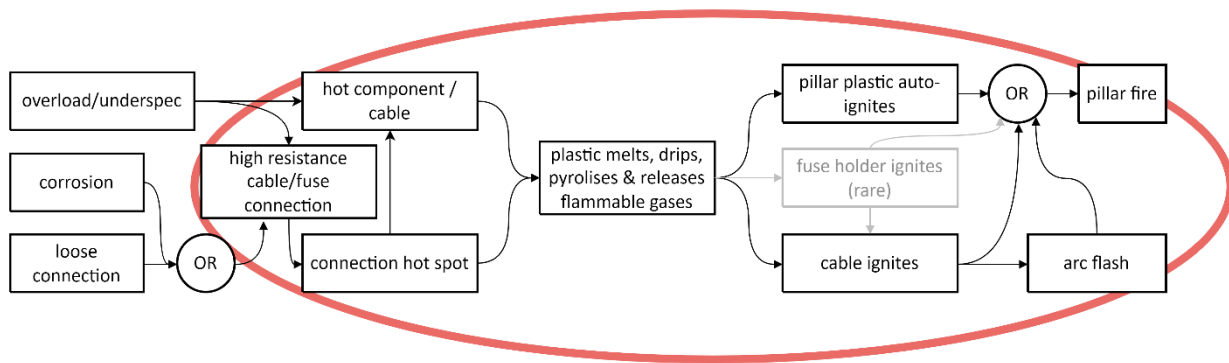 overload/underspec
corrosion
loose
connection
OR
hot component /
cable
high resistance
cable/fuse
connection
connection hot spot
plastic melts, drips,
pyrolises & releases
flammable gases
pillar plastic auto-
ignites
fuse holder ignites
(rare)
cable ignites
OR
arc flash
pillar fire